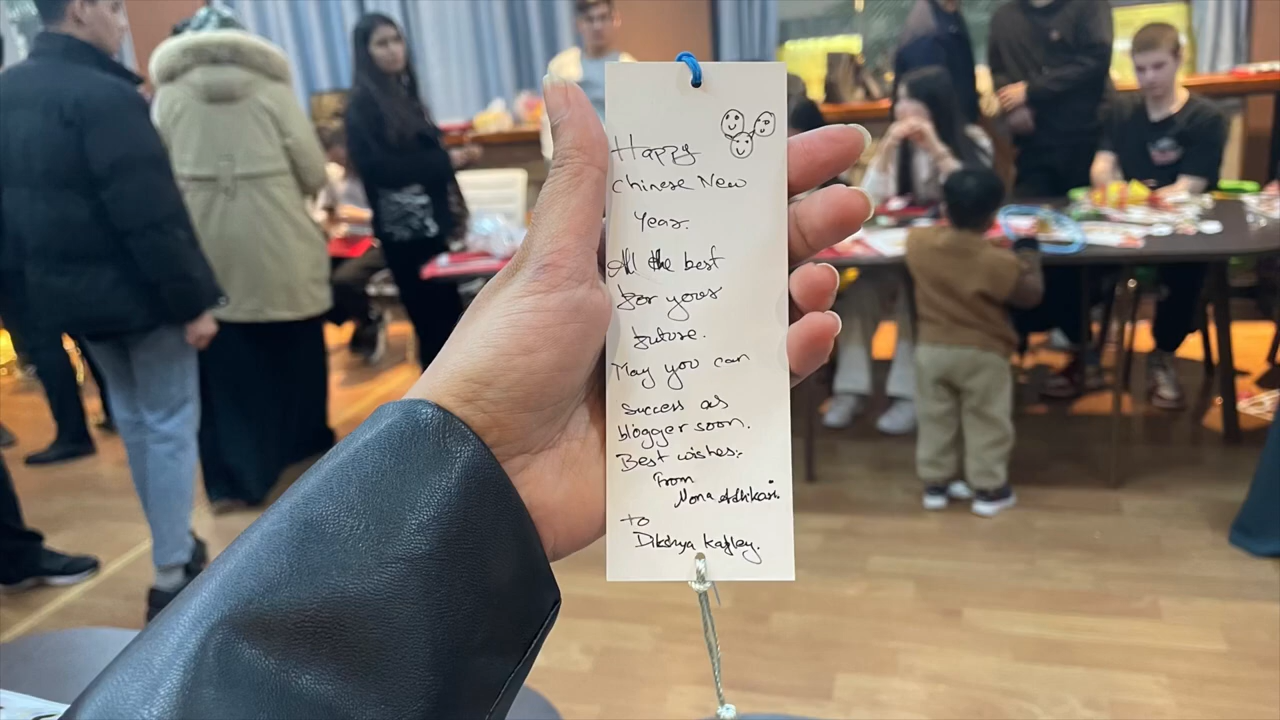 Happy
Chinese New
Year.
All the best
for your
future.
May you can
success as
blogger soon.
Best wishes:
From
Nona Adhikari.
to
Dikshya Kafley.